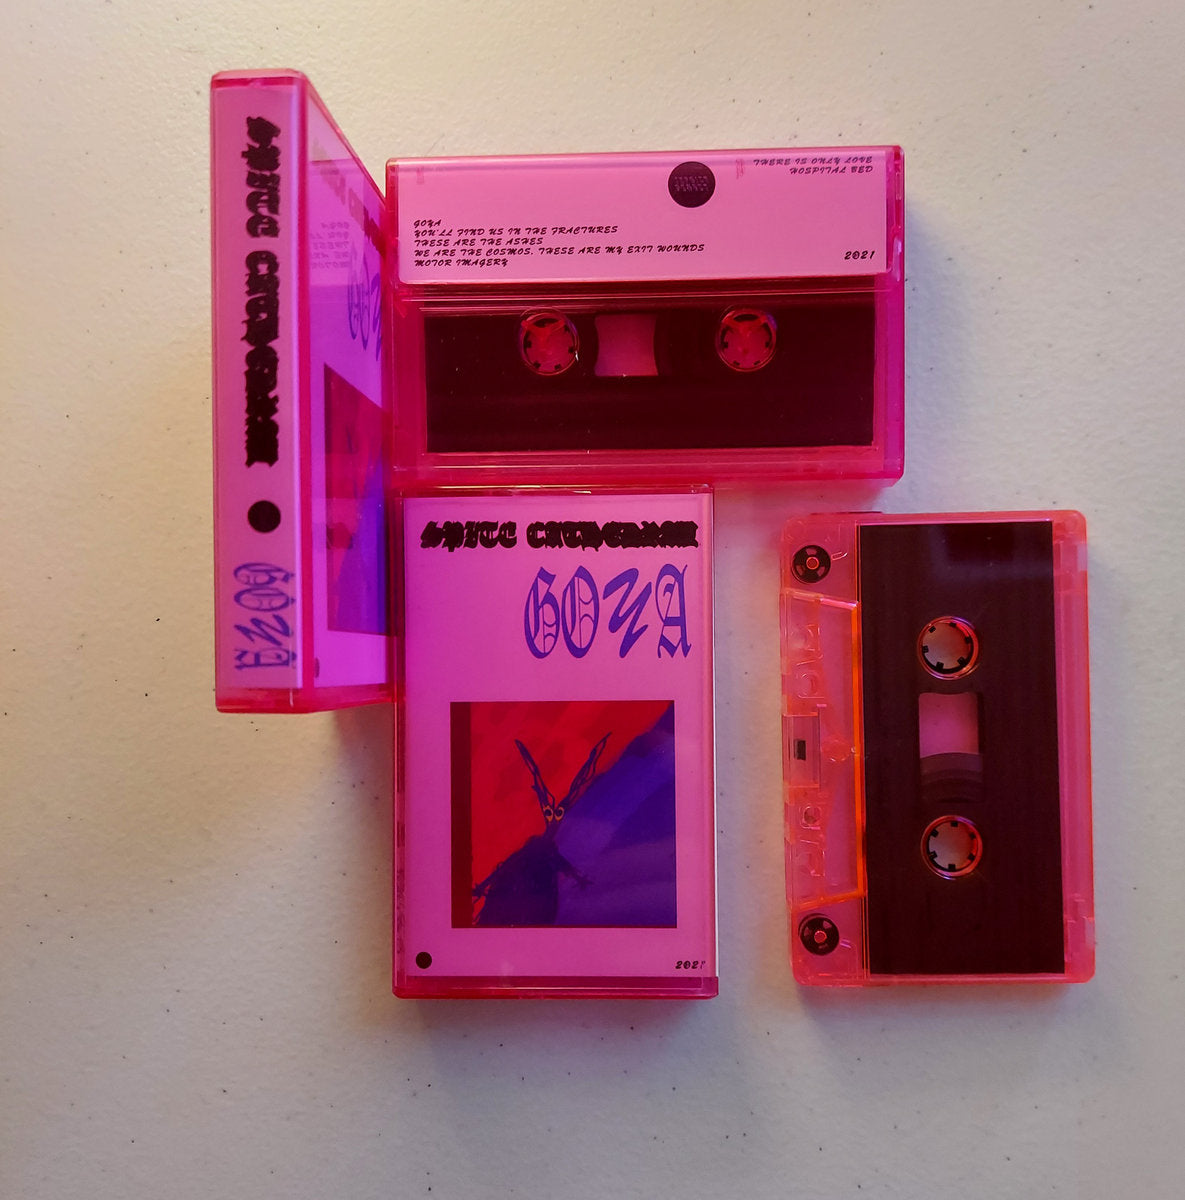 SPITE CATHEDRAL
GOYA
THERE IS ONLY LOVE
HOSPITAL BED
GOYA
YOU'LL FIND US IN THE FRACTURES
THESE ARE THE ASHES
WE ARE THE COSMOS, THESE ARE MY EXIT WOUNDS
MOTOR IMAGERY
2021
SPITE CATHEDRAL
GOYA
2021